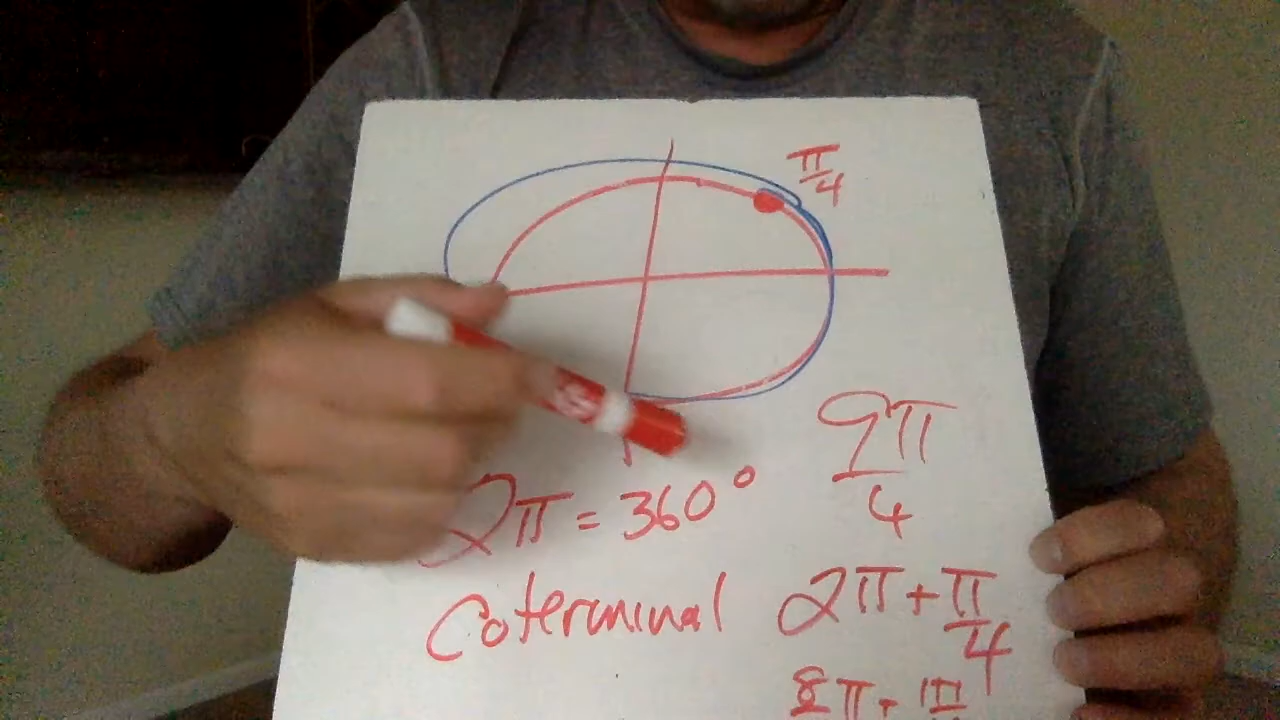 π/4
9π/4
2π = 360°
Coterminal 2π + π/4
8π +